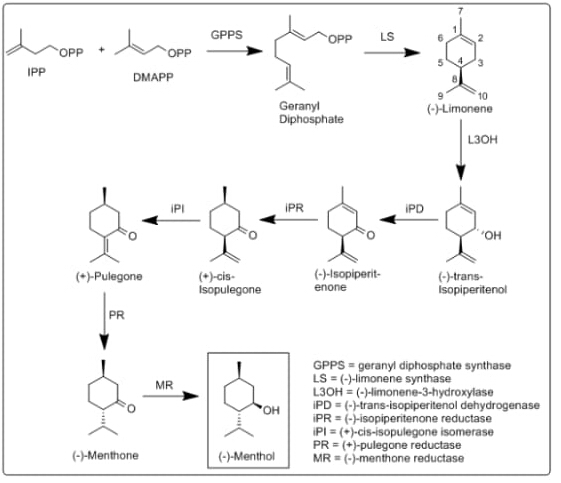 IPP
OPP
+
DMAPP
OPP
GPPS
OPP
Geranyl
Diphosphate
LS
7
1
6
2
5
4
3
8
9
10
(-)-Limonene
L3OH
OH
(-)-trans-
Isopiperitenol
iPD
O
(-)-Isopiperit-
enone
iPR
O
(+)-cis-
Isopulegone
iPI
O
(+)-Pulegone
PR
O
(-)-Menthone
MR
OH
(-)-Menthol
GPPS = geranyl diphosphate synthase
LS = (-)-limonene synthase
L3OH = (-)-limonene-3-hydroxylase
iPD = (-)-trans-isopiperitenol dehydrogenase
iPR = (-)-isopiperitenone reductase
iPI = (+)-cis-isopulegone isomerase
PR = (+)-pulegone reductase
MR = (-)-menthone reductase